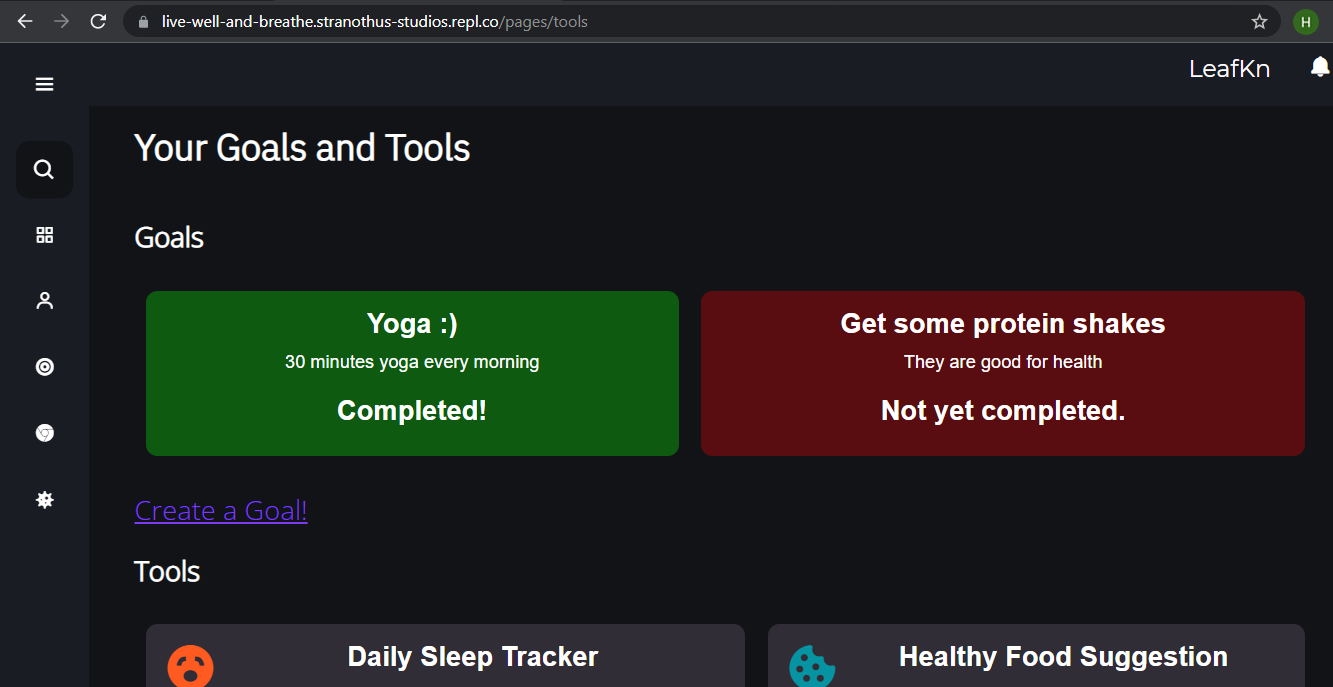 live-well-and-breathe.stranothus-studios.repl.co/pages/tools
H
LeafKn
Your Goals and Tools
Goals
Yoga :)
30 minutes yoga every morning
Completed!
Get some protein shakes
They are good for health
Not yet completed.
Create a Goal!
Tools
Daily Sleep Tracker
Healthy Food Suggestion